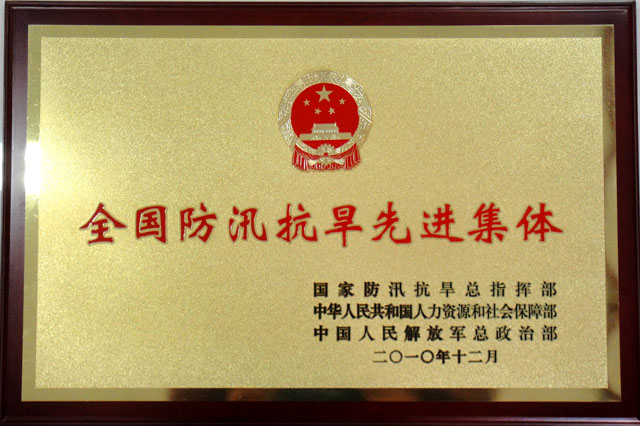 全国防汛抗旱先进集体
国家防汛抗旱总指挥部
中华人民共和国人力资源和社会保障部
中国人民解放军总政治部
二〇一〇年十二月